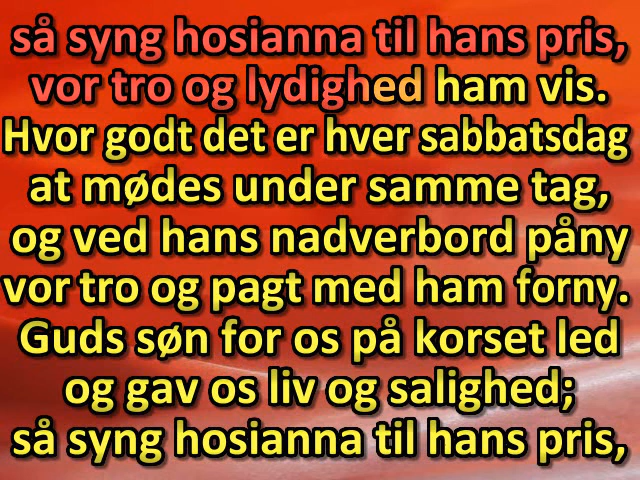 så syng hosianna til hans pris,
vor tro og lydighed ham vis.
Hvor godt det er hver sabbatsdag
at mødes under samme tag,
og ved hans nadverbord påny
vor tro og pagt med ham forny.
Guds søn for os på korset led
og gav os liv og salighed;
så syng hosianna til hans pris,